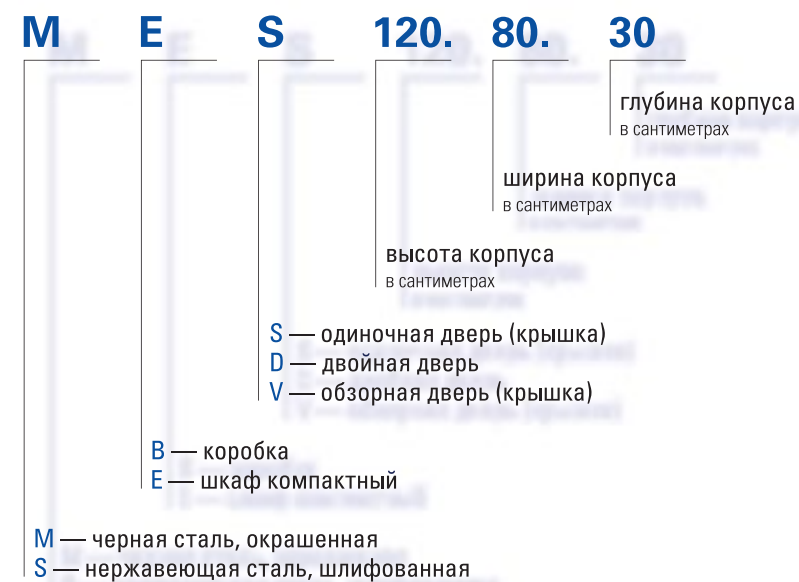 M E S 120. 80. 30
глубина корпуса
в сантиметрах
ширина корпуса
в сантиметрах
высота корпуса
в сантиметрах
S — одиночная дверь (крышка)
D — двойная дверь
V — обзорная дверь (крышка)
B — коробка
E — шкаф компактный
M — черная сталь, окрашенная
S — нержавеющая сталь, шлифованная